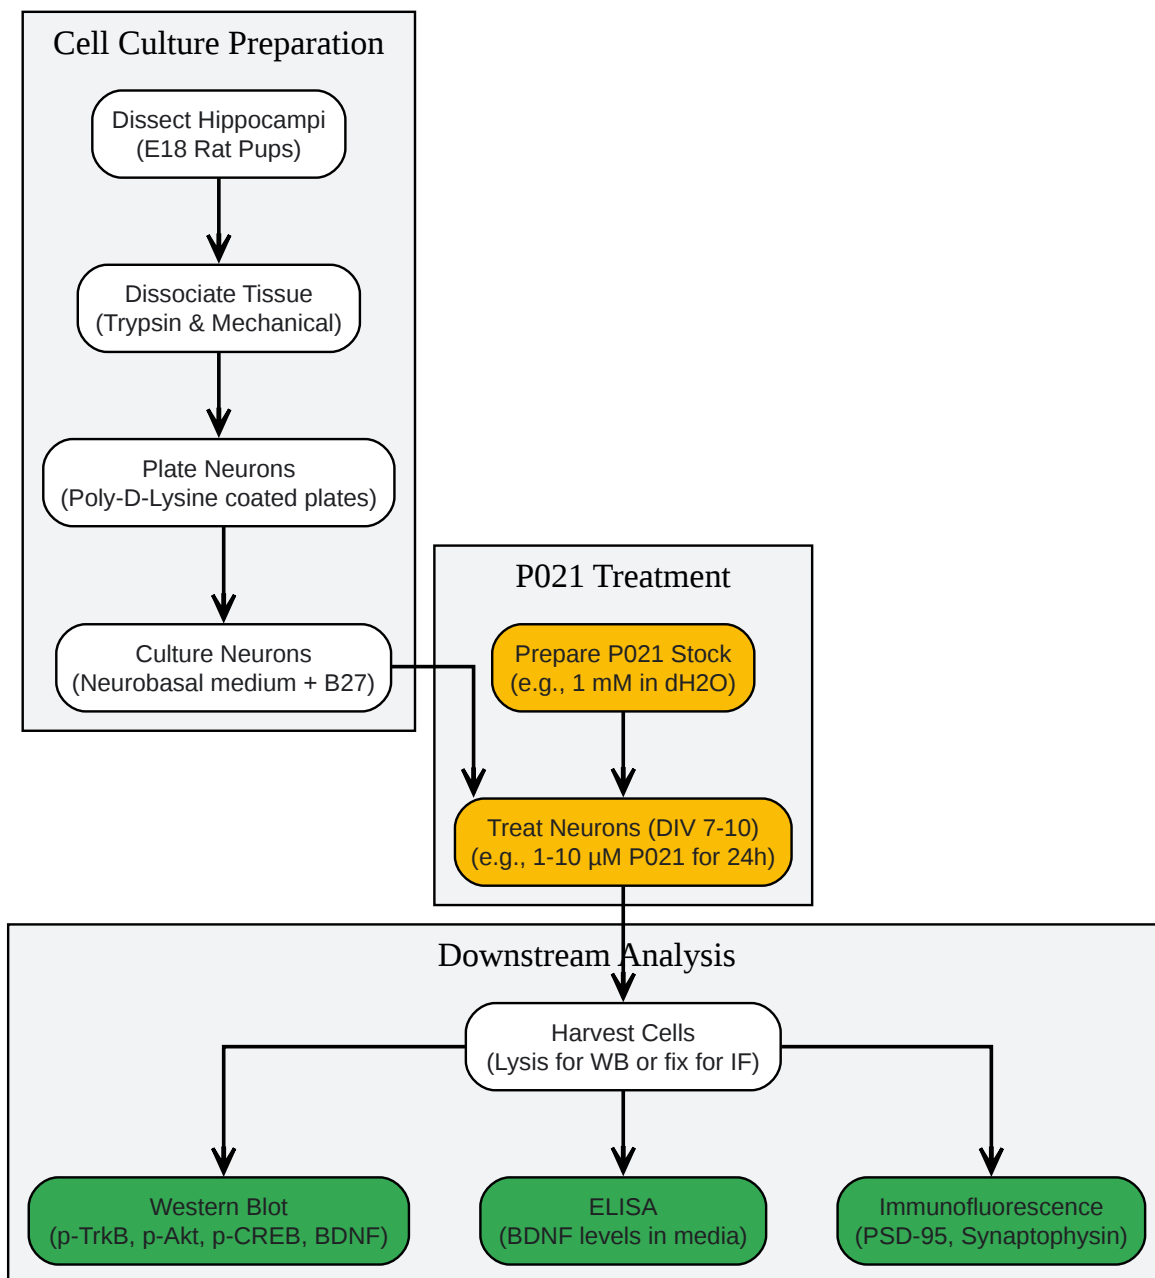 Cell Culture Preparation
Dissect Hippocampi
(E18 Rat Pups)
Dissociate Tissue
(Trypsin & Mechanical)
Plate Neurons
(Poly-D-Lysine coated plates)
Culture Neurons
(Neurobasal medium + B27)
P021 Treatment
Prepare P021 Stock
(e.g., 1 mM in dH2O)
Treat Neurons (DIV 7-10)
(e.g., 1-10 µM P021 for 24h)
Downstream Analysis
Harvest Cells
(Lysis for WB or fix for IF)
Western Blot
(p-TrkB, p-Akt, p-CREB, BDNF)
ELISA
(BDNF levels in media)
Immunofluorescence
(PSD-95, Synaptophysin)